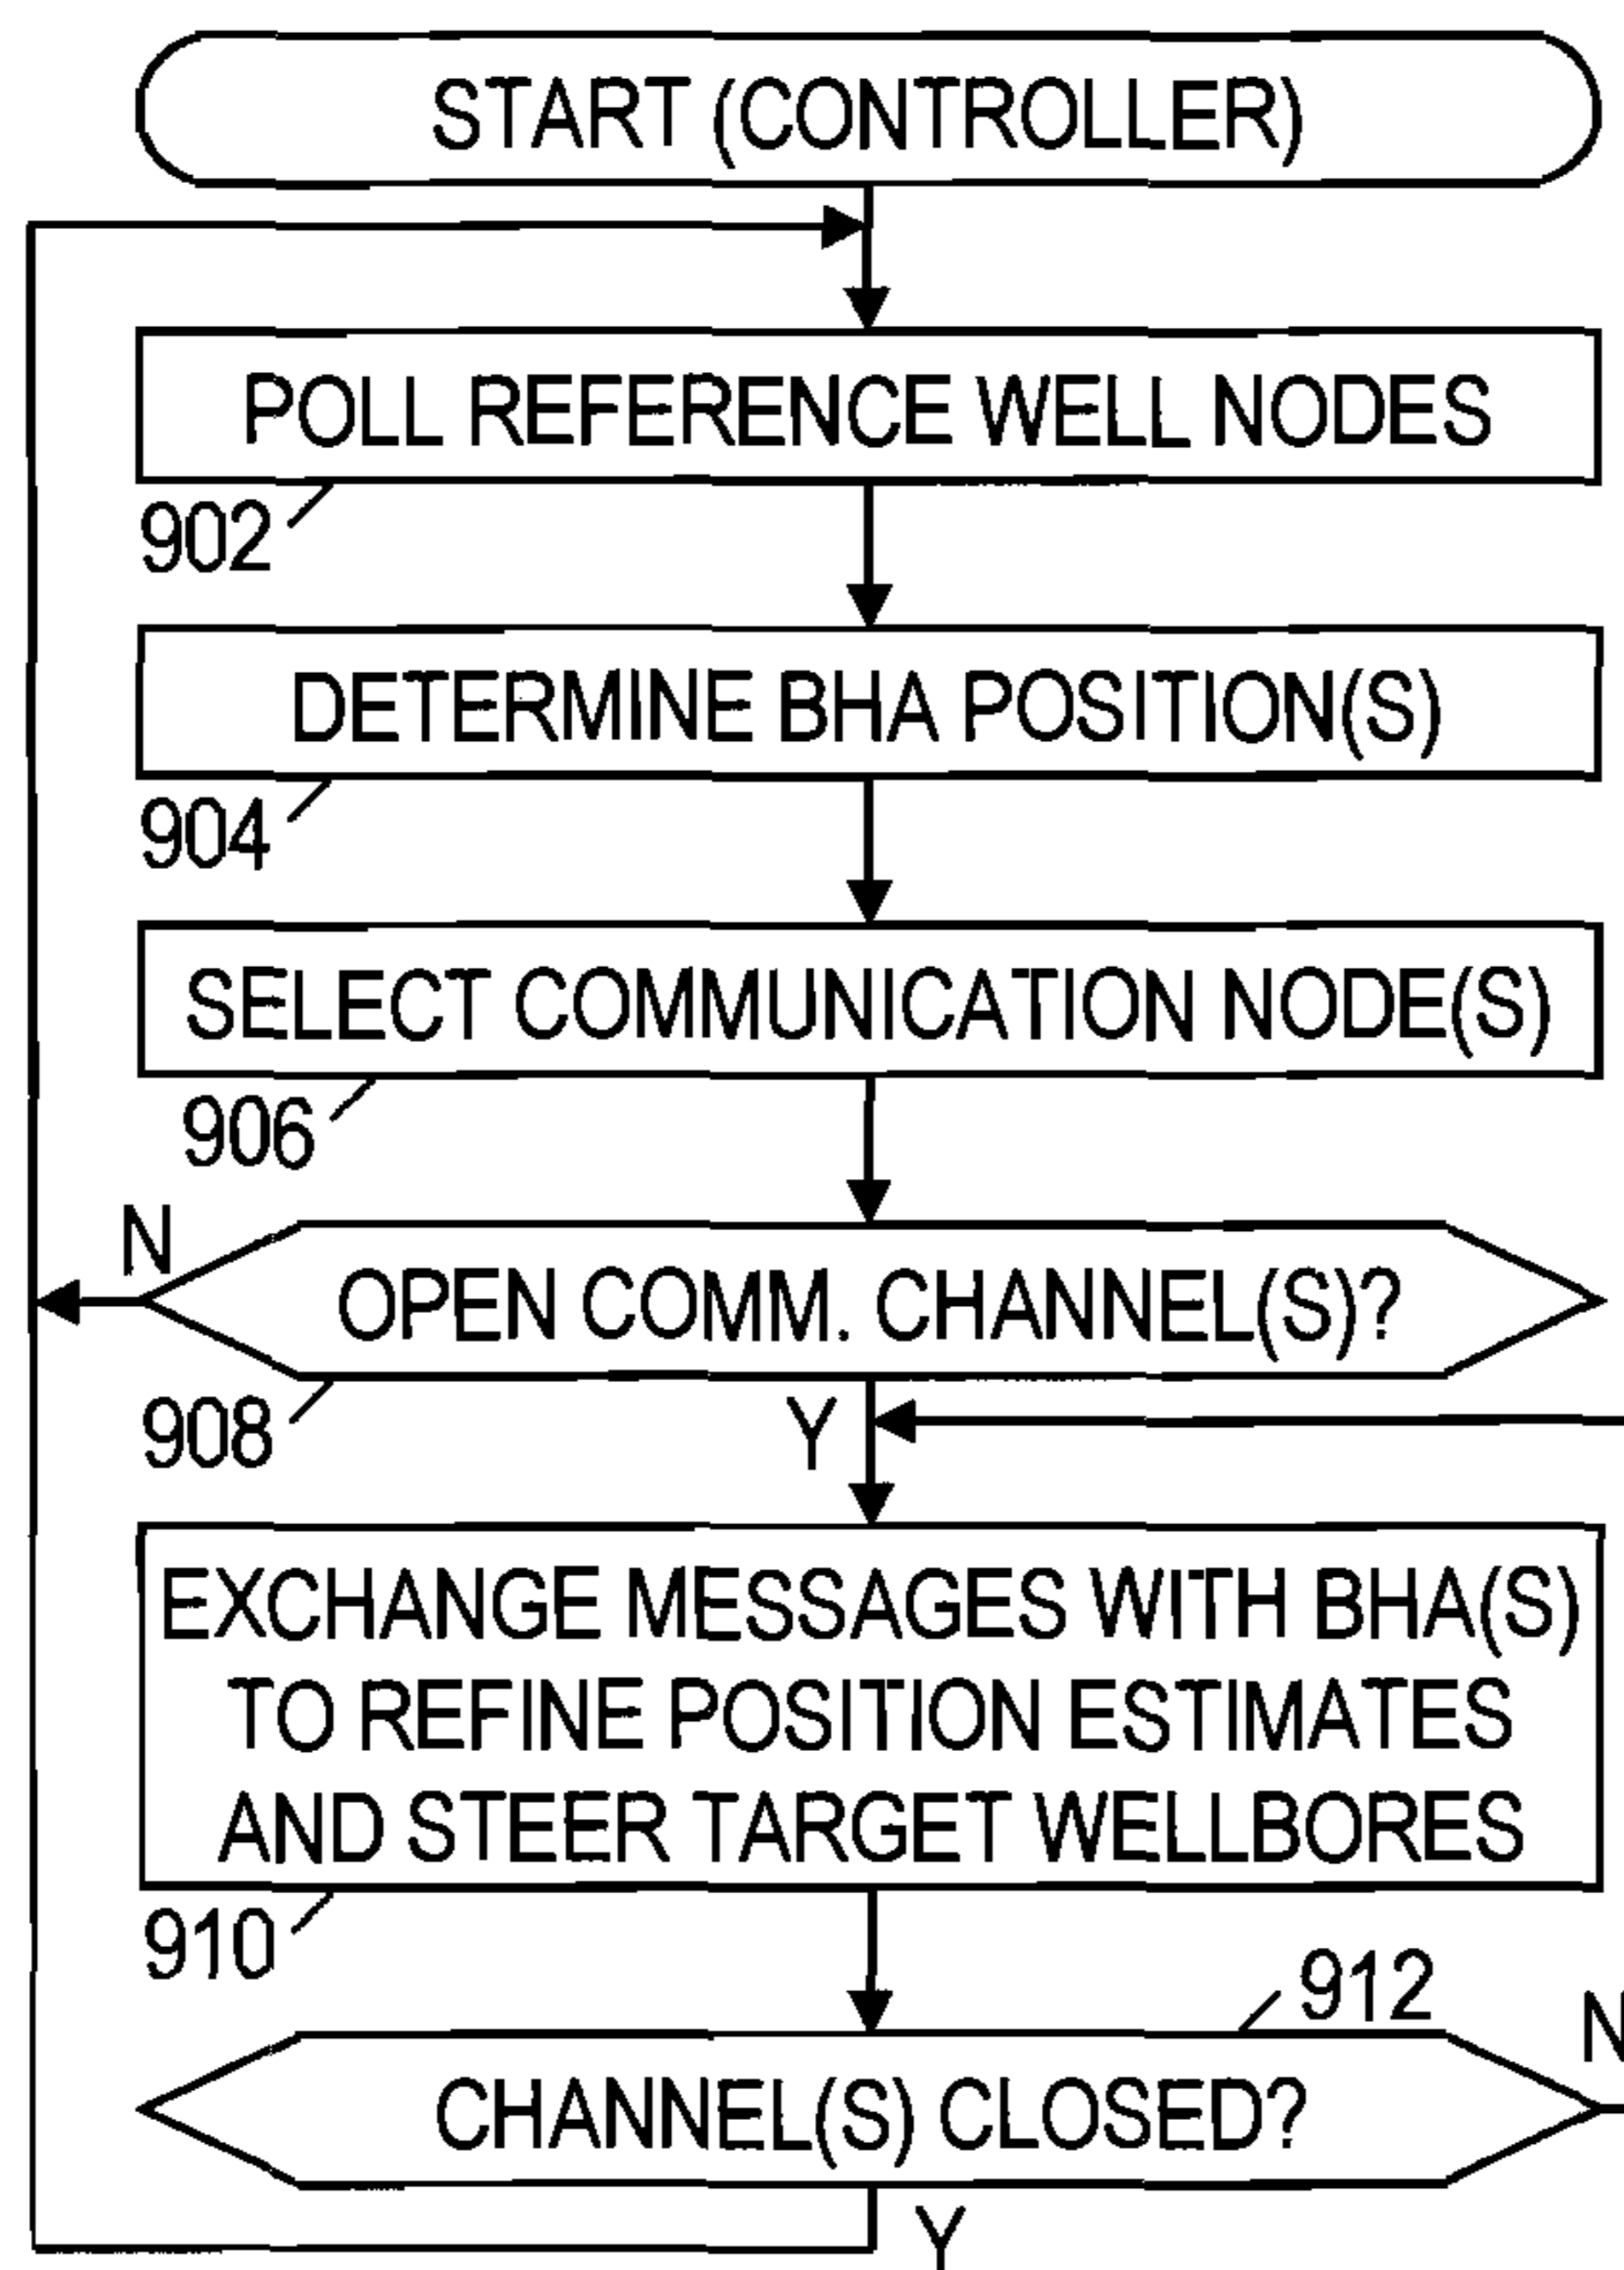 START (CONTROLLER)
POLL REFERENCE WELL NODES
902
DETERMINE BHA POSITION(S)
904
SELECT COMMUNICATION NODE(S)
906
N
OPEN COMM. CHANNEL(S)?
908
Y
EXCHANGE MESSAGES WITH BHA(S)
TO REFINE POSITION ESTIMATES
AND STEER TARGET WELLBORES
910
912
N
CHANNEL(S) CLOSED?
Y